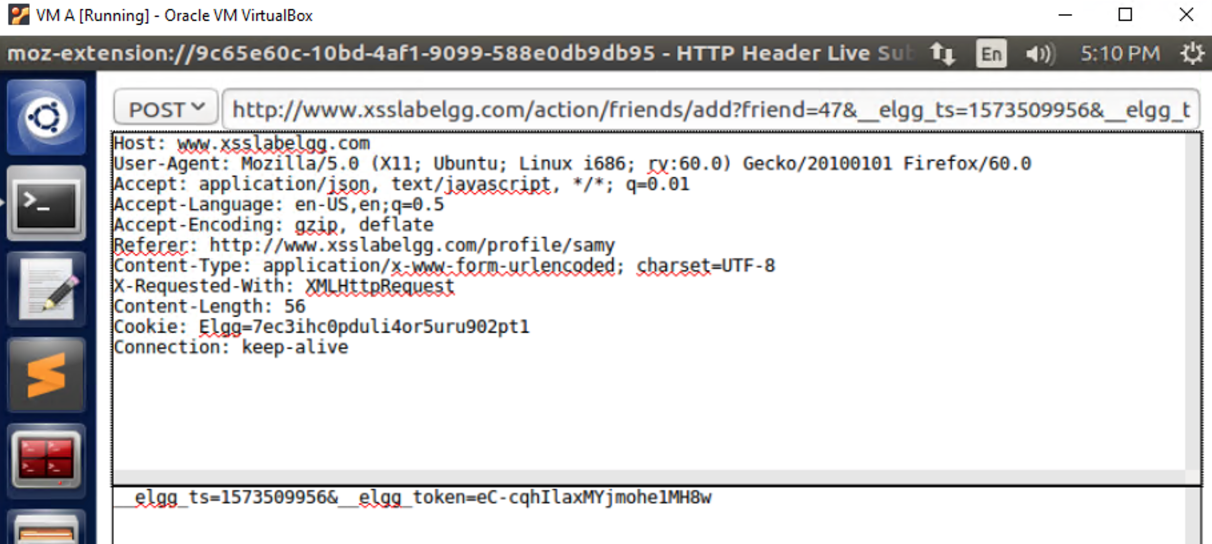 VM A [Running] - Oracle VM VirtualBox
moz-extension://9c65e60c-10bd-4af1-9099-588e0db9db95 - HTTP Header Live Sub En 5:10 PM
POST http://www.xsslabelgg.com/action/friends/add?friend=47&__elgg_ts=1573509956&__elgg_t
Host: www.xsslabelgg.com
User-Agent: Mozilla/5.0 (X11; Ubuntu; Linux i686; rv:60.0) Gecko/20100101 Firefox/60.0
Accept: application/json, text/javascript, */*; q=0.01
Accept-Language: en-US,en;q=0.5
Accept-Encoding: gzip, deflate
Referer: http://www.xsslabelgg.com/profile/samy
Content-Type: application/x-www-form-urlencoded; charset=UTF-8
X-Requested-With: XMLHttpRequest
Content-Length: 56
Cookie: Elgg=7ec3ihc0pduli4or5uru902pt1
Connection: keep-alive
__elgg_ts=1573509956&__elgg_token=eC-cqhIlaxMYjmohe1MH8w